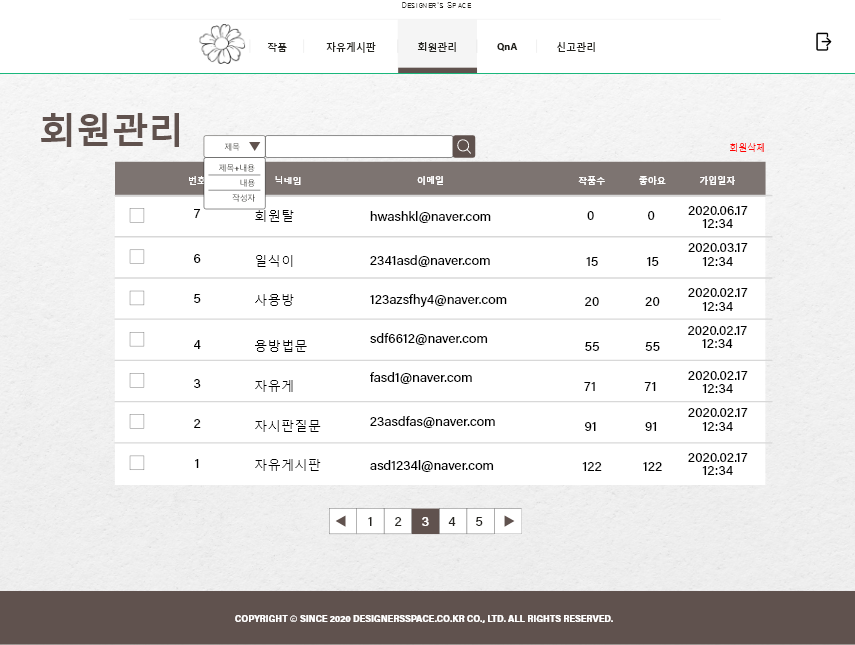 Designer's Space
작품 자유게시판 회원관리 QnA 신고관리
회원관리
제목
회원삭제
제목+내용
내용
작성자
번호 닉네임 이메일 작품수 좋아요 가입일자
7 회원탈 hwashkl@naver.com 0 0 2020.06.17 12:34
6 일식이 2341asd@naver.com 15 15 2020.03.17 12:34
5 사용방 123azsfhy4@naver.com 20 20 2020.02.17 12:34
4 용방법문 sdf6612@naver.com 55 55 2020.02.17 12:34
3 자유게 fasd1@naver.com 71 71 2020.02.17 12:34
2 자시판질문 23asdfas@naver.com 91 91 2020.02.17 12:34
1 자유게시판 asd1234l@naver.com 122 122 2020.02.17 12:34
1 2 3 4 5
COPYRIGHT © SINCE 2020 DESIGNERSSPACE.CO.KR CO., LTD. ALL RIGHTS RESERVED.